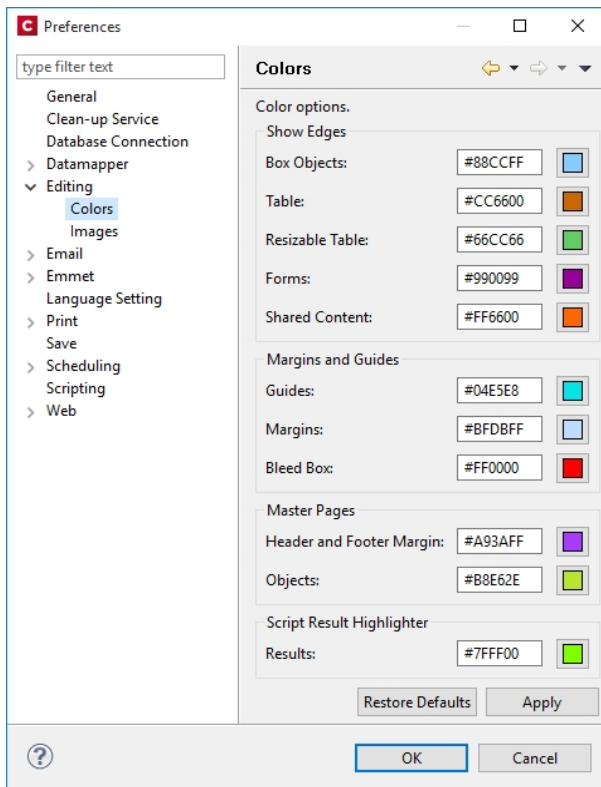 C Preferences
type filter text
General
Clean-up Service
Database Connection
Datamapper
Editing
Colors
Images
Email
Emmet
Language Setting
Print
Save
Scheduling
Scripting
Web
Colors
Color options.
Show Edges
Box Objects: #88CCFF
Table: #CC6600
Resizable Table: #66CC66
Forms: #990099
Shared Content: #FF6600
Margins and Guides
Guides: #04E5E8
Margins: #BFDBFF
Bleed Box: #FF0000
Master Pages
Header and Footer Margin: #A93AFF
Objects: #B8E62E
Script Result Highlighter
Results: #7FFF00
Restore Defaults Apply
? OK Cancel